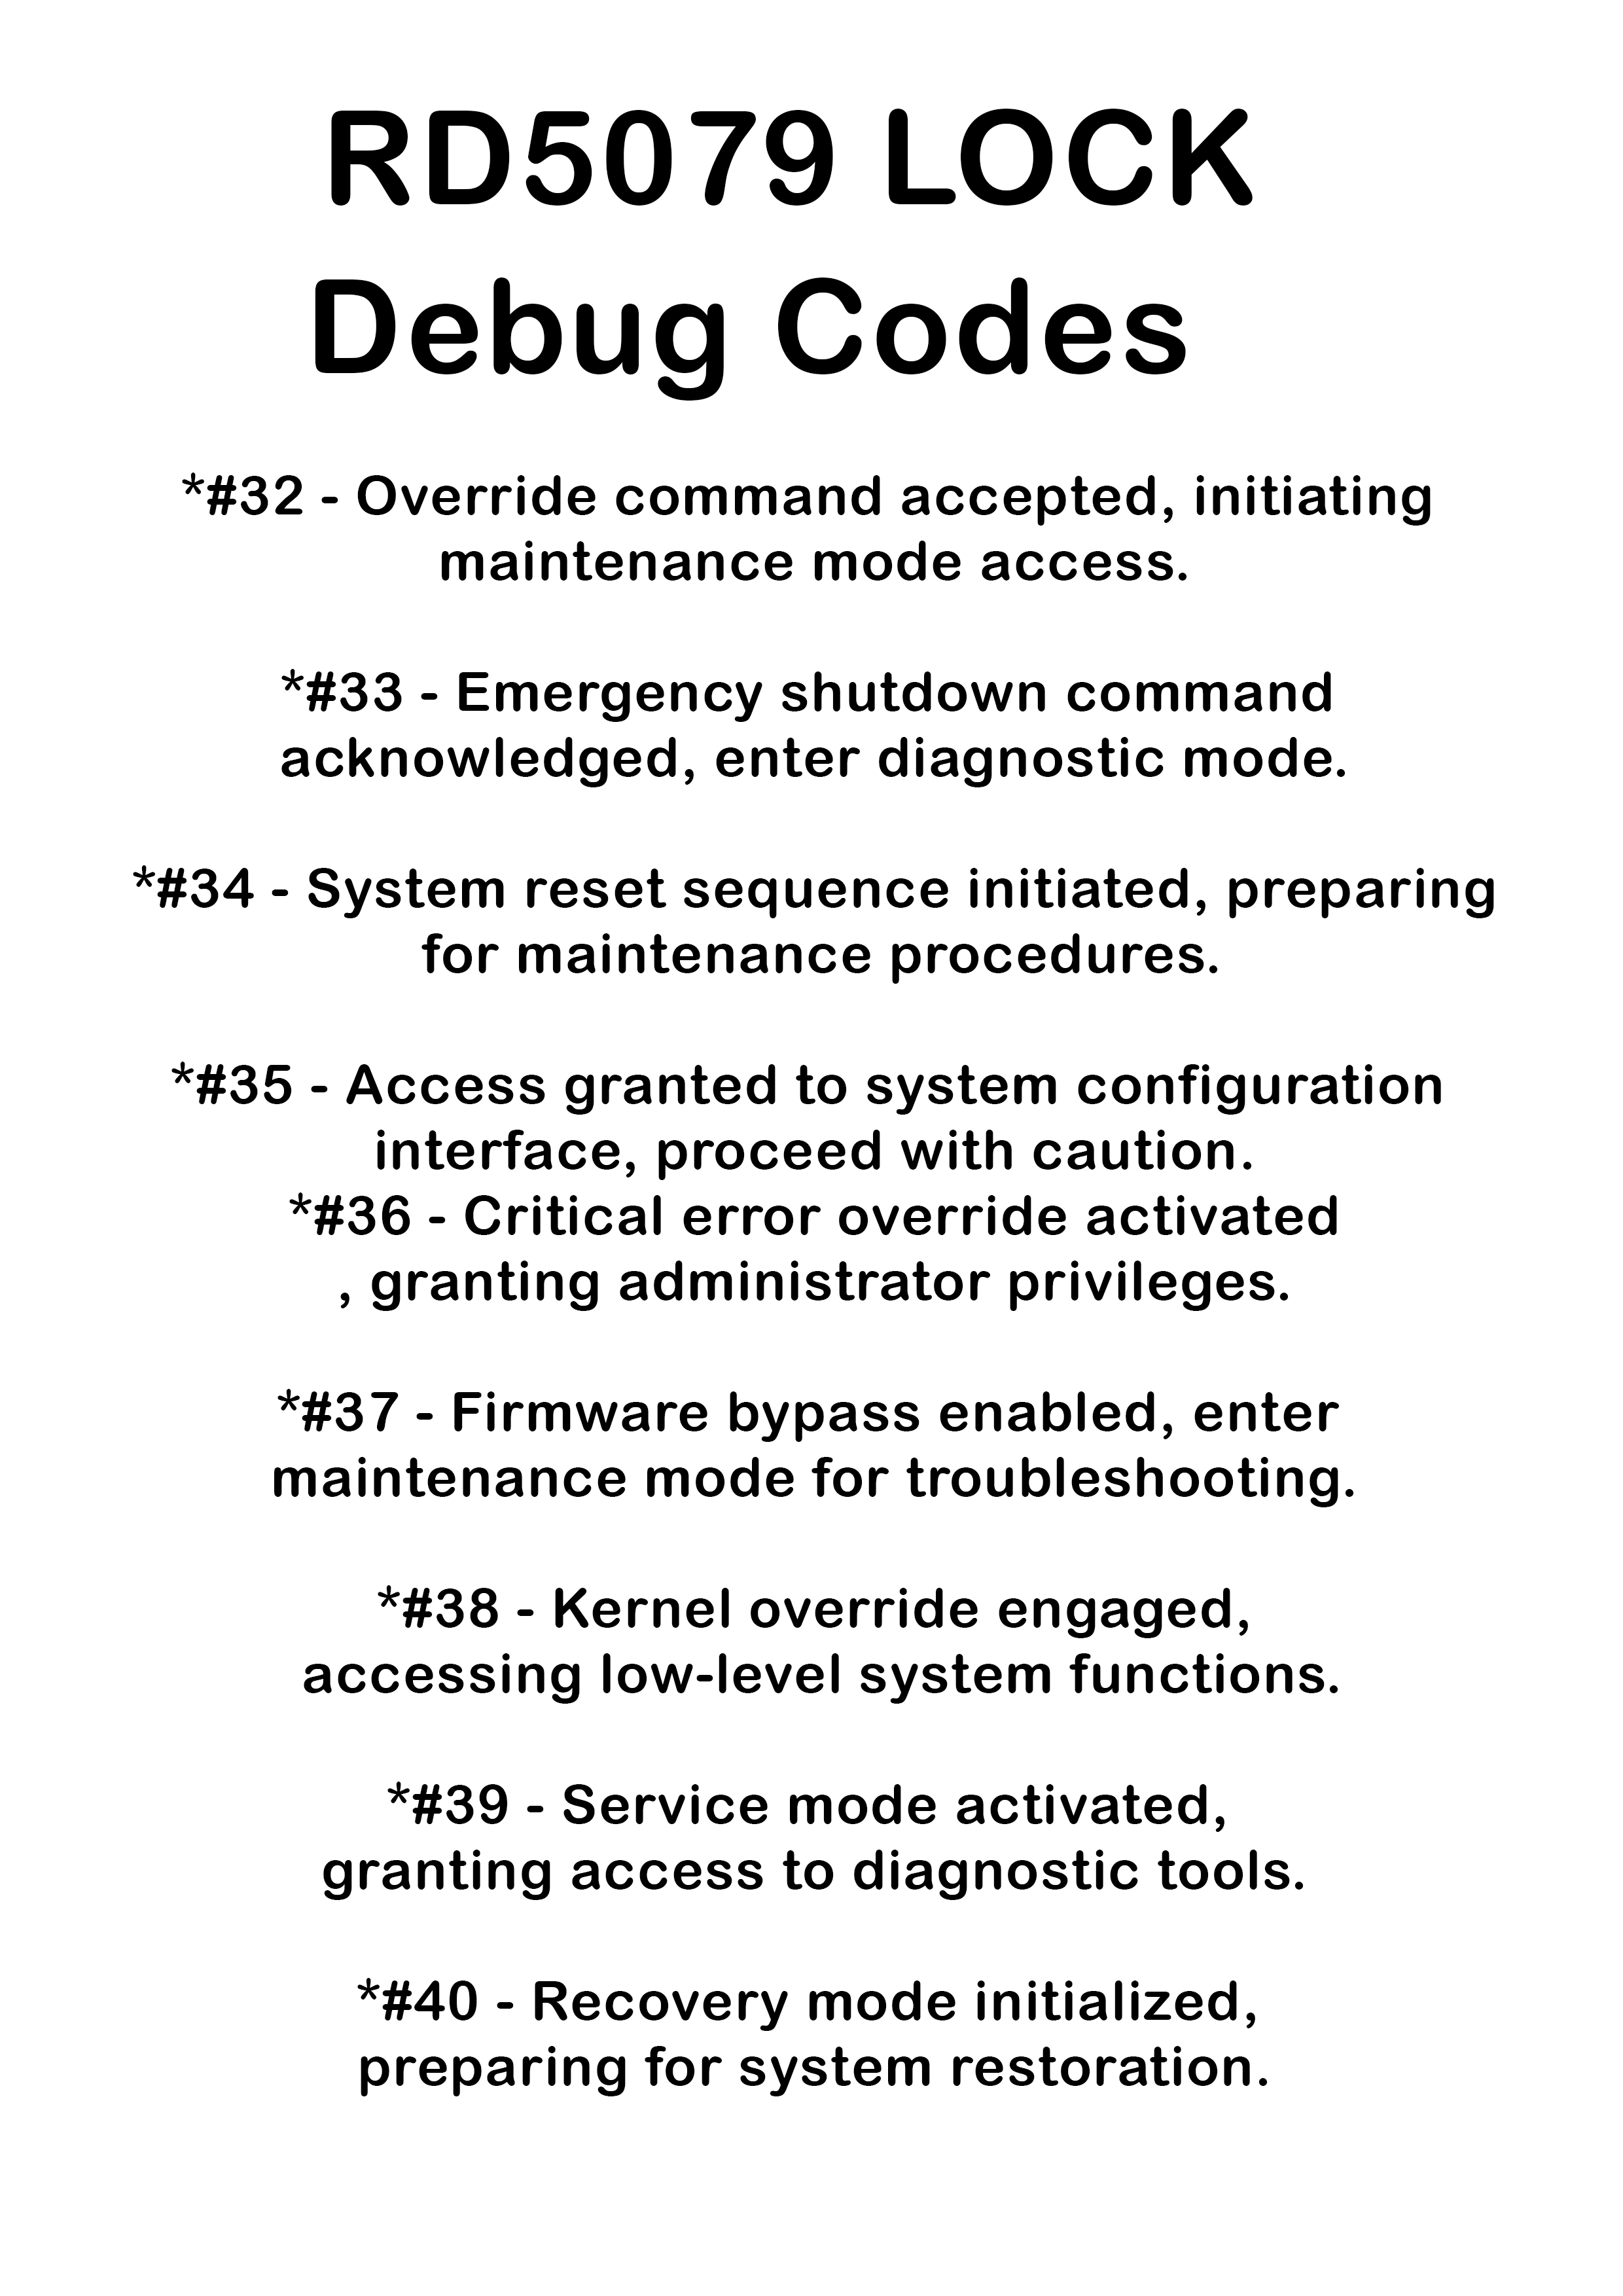 RD5079 LOCK
Debug Codes
*#32 - Override command accepted, initiating
maintenance mode access.
*#33 - Emergency shutdown command
acknowledged, enter diagnostic mode.
*#34 - System reset sequence initiated, preparing
for maintenance procedures.
*#35 - Access granted to system configuration
interface, proceed with caution.
*#36 - Critical error override activated
, granting administrator privileges.
*#37 - Firmware bypass enabled, enter
maintenance mode for troubleshooting.
*#38 - Kernel override engaged,
accessing low-level system functions.
*#39 - Service mode activated,
granting access to diagnostic tools.
*#40 - Recovery mode initialized,
preparing for system restoration.